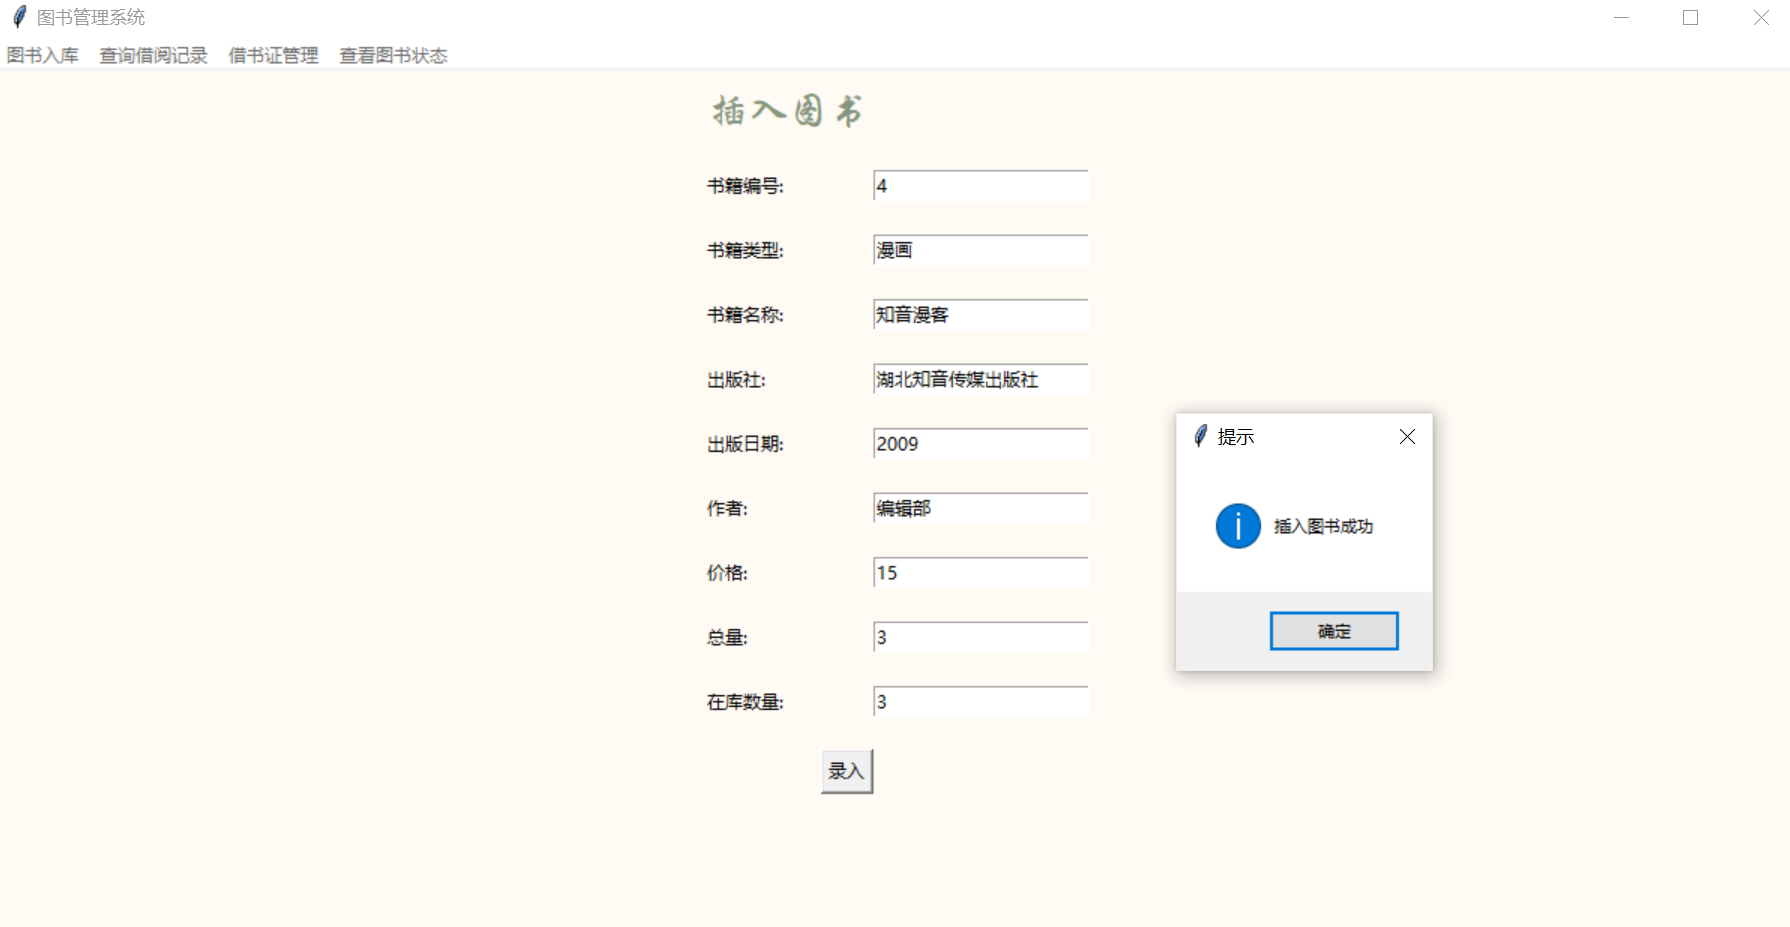 图书管理系统
图书入库 查询借阅记录 借书证管理 查看图书状态
插入图书
书籍编号: 4
书籍类型: 漫画
书籍名称: 知音漫客
出版社: 湖北知音传媒出版社
出版日期: 2009
作者: 编辑部
价格: 15
总量: 3
在库数量: 3
录入
提示
插入图书成功
确定